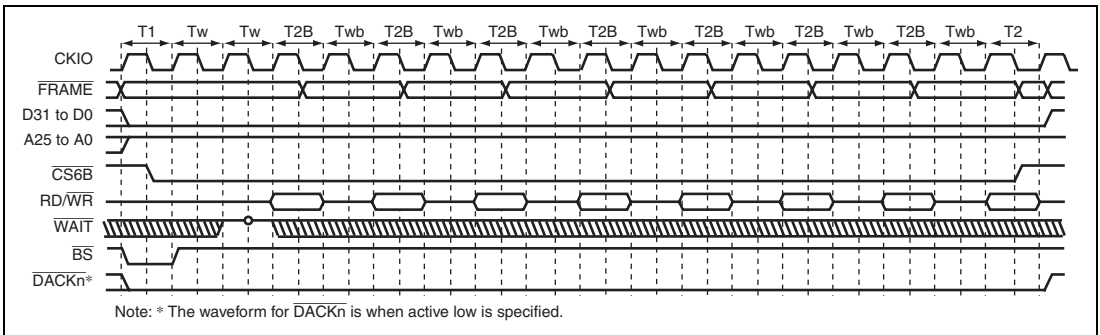 T1 Tw Tw T2B Twb T2B Twb T2B Twb T2B Twb T2B Twb T2B Twb T2B Twb T2
CKIO
FRAME
D31 to D0
A25 to A0
CS6B
RD/WR
WAIT
BS
DACKn*
Note: * The waveform for DACKn is when active low is specified.